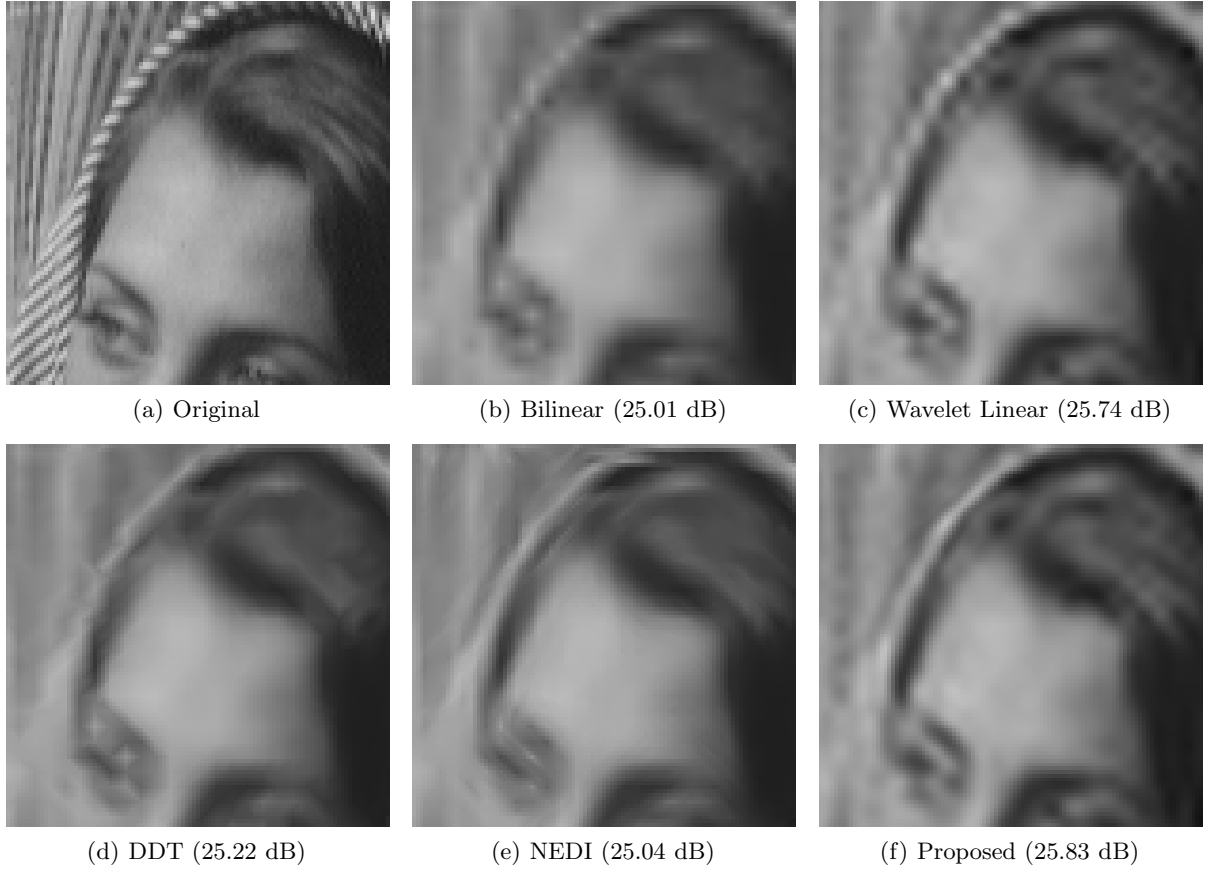 (a) Original
(b) Bilinear (25.01 dB)
(c) Wavelet Linear (25.74 dB)
(d) DDT (25.22 dB)
(e) NEDI (25.04 dB)
(f) Proposed (25.83 dB)